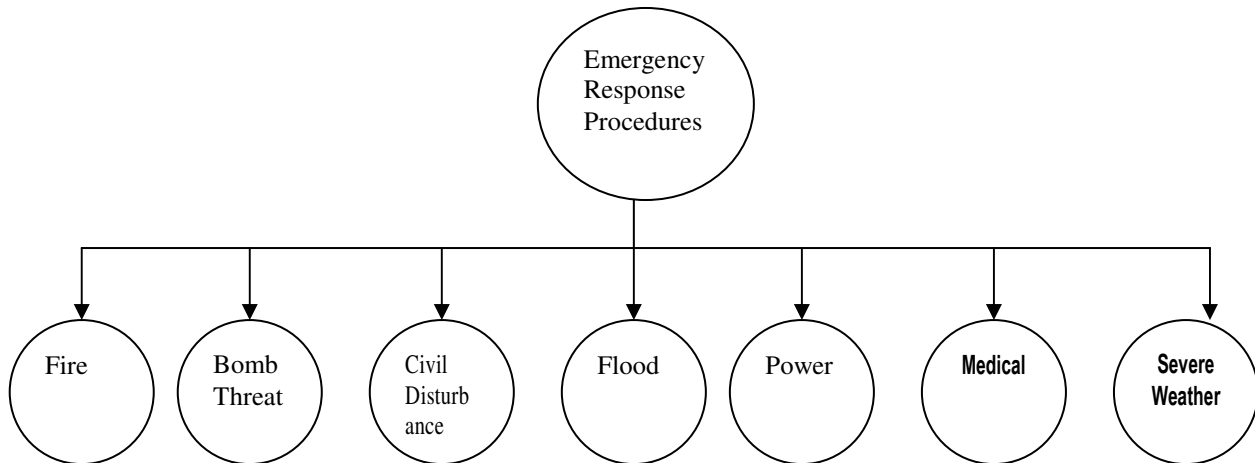 Emergency
Response
Procedures
Fire
Bomb
Threat
Civil
Disturb
ance
Flood
Power
Medical
Severe
Weather